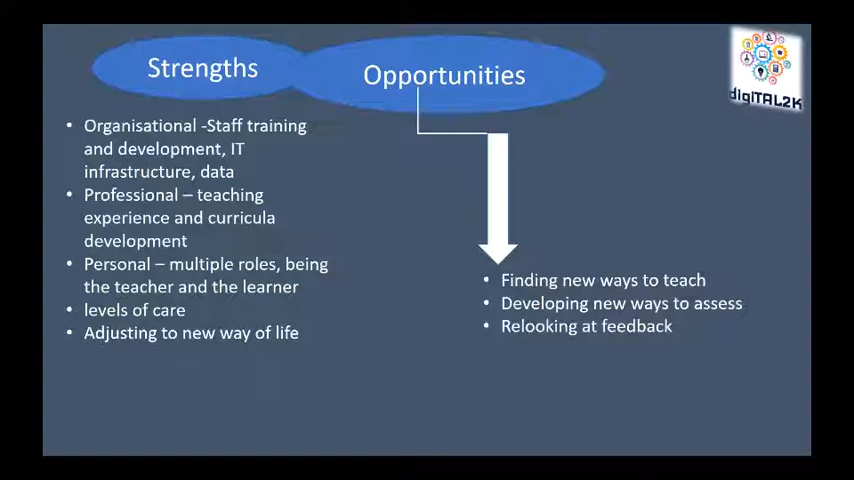 Strengths
Opportunities
digiTAL2K
• Organisational -Staff training
and development, IT
infrastructure, data
• Professional – teaching
experience and curricula
development
• Personal – multiple roles, being
the teacher and the learner
• levels of care
• Adjusting to new way of life
• Finding new ways to teach
• Developing new ways to assess
• Relooking at feedback